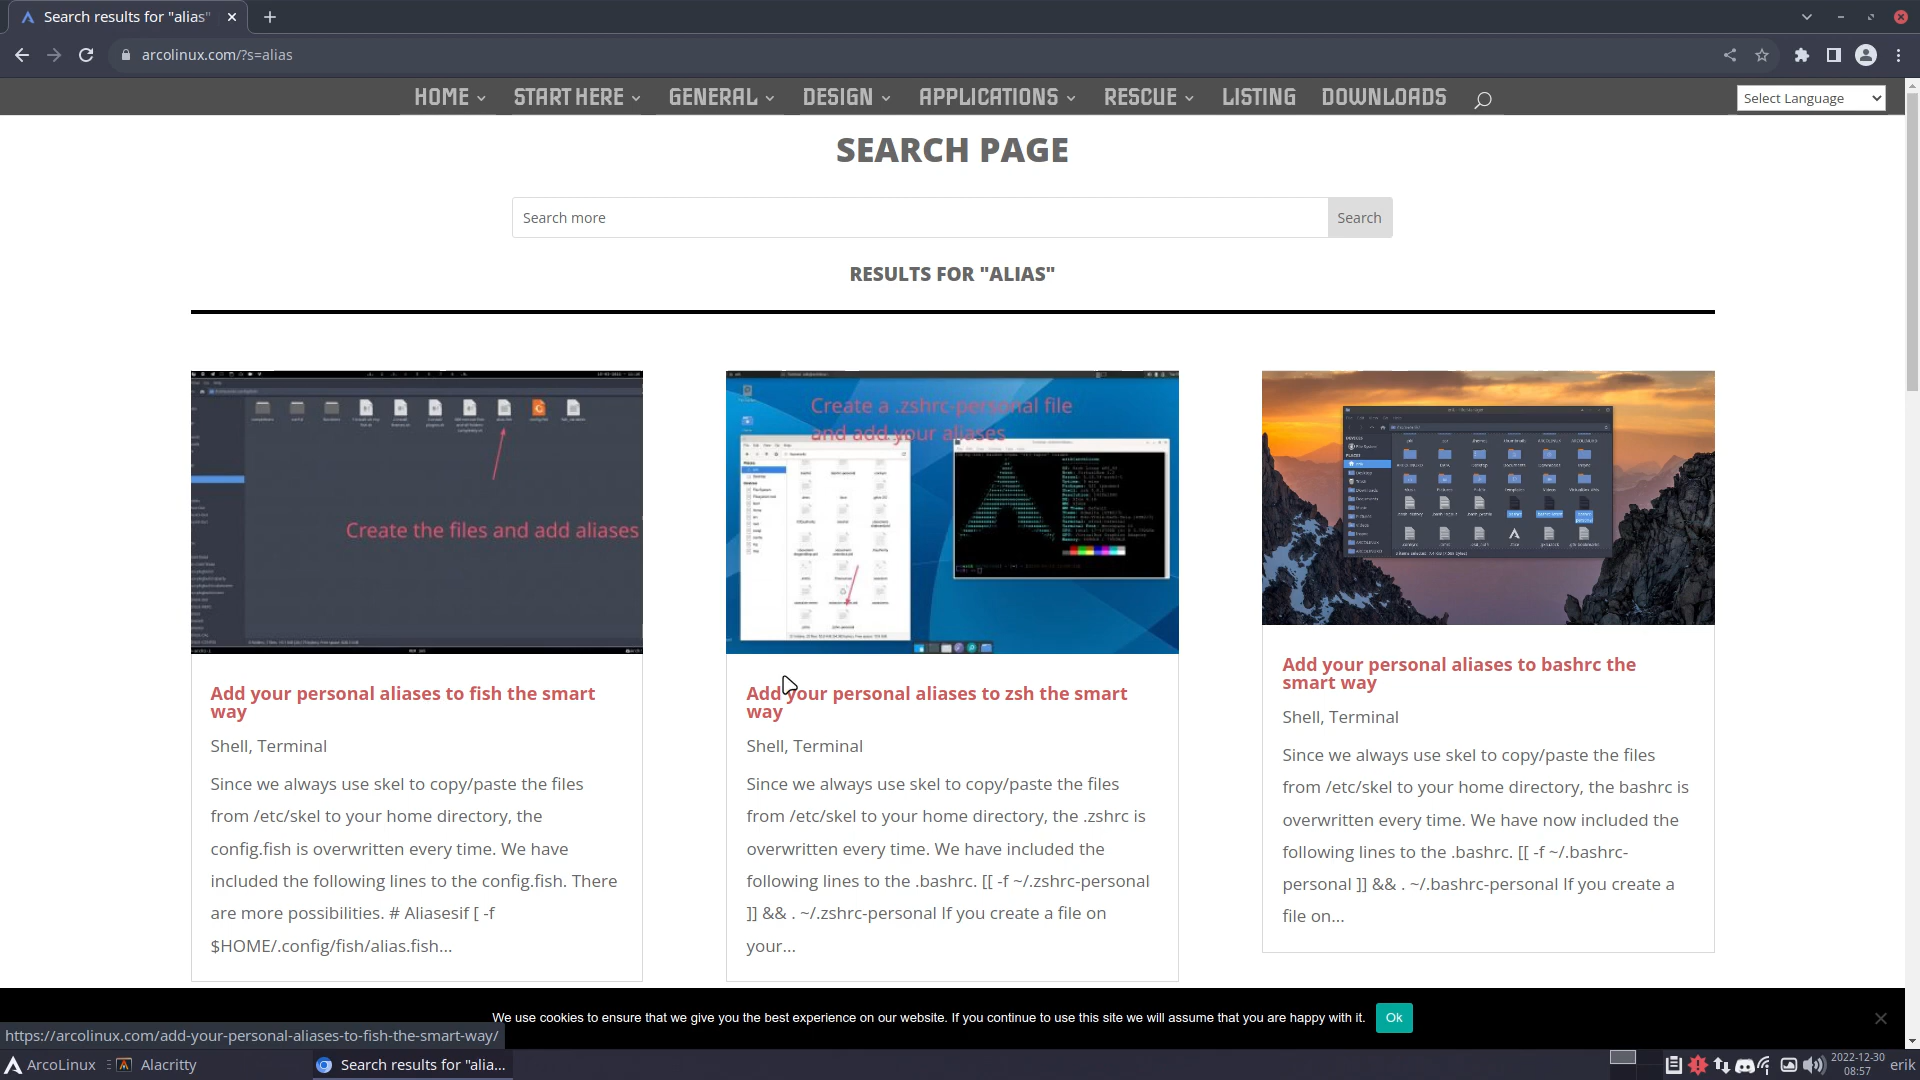 Search results for "alias"
arcolinux.com/?s=alias
HOME
START HERE
GENERAL
DESIGN
APPLICATIONS
RESCUE
LISTING
DOWNLOADS
Select Language
SEARCH PAGE
Search more
Search
RESULTS FOR "ALIAS"
Create the files and add aliases
Create a .zshrc-personal file
and add your aliases
Add your personal aliases to fish the smart
way
Shell, Terminal
Since we always use skel to copy/paste the files
from /etc/skel to your home directory, the
config.fish is overwritten every time. We have
included the following lines to the config.fish. There
are more possibilities. # Aliasesif [ -f
$HOME/.config/fish/alias.fish...
Add your personal aliases to zsh the smart
way
Shell, Terminal
Since we always use skel to copy/paste the files
from /etc/skel to your home directory, the .zshrc is
overwritten every time. We have included the
following lines to the .bashrc. [[ -f ~/.zshrc-personal
]] && . ~/.zshrc-personal If you create a file on
your...
Add your personal aliases to bashrc the
smart way
Shell, Terminal
Since we always use skel to copy/paste the files
from /etc/skel to your home directory, the bashrc is
overwritten every time. We have now included the
following lines to the .bashrc. [[ -f ~/.bashrc-
personal ]] && . ~/.bashrc-personal If you create a
file on...
We use cookies to ensure that we give you the best experience on our website. If you continue to use this site we will assume that you are happy with it.
Ok
https://arcolinux.com/add-your-personal-aliases-to-fish-the-smart-way/
ArcoLinux
Alacritty
Search results for "alia...
2022-12-30
08:57
erik